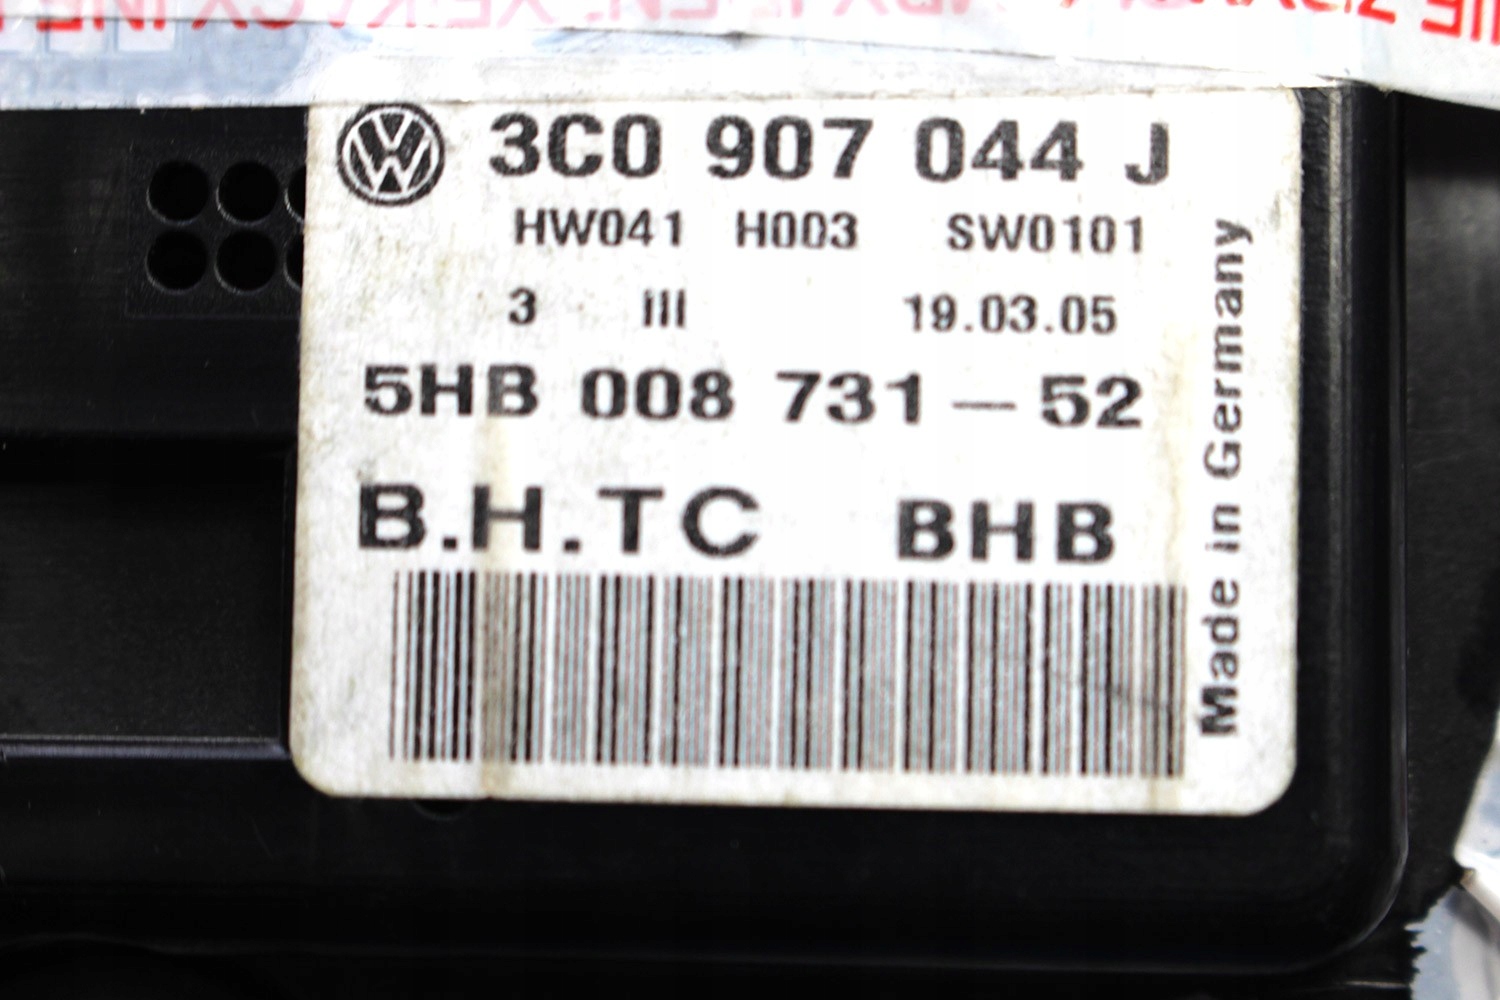 VW 3C0 907 044 J
HW041 H003 SW0101
3 III 19.03.05
5HB 008 731 — 52
B.H.TC BHB
Made in Germany